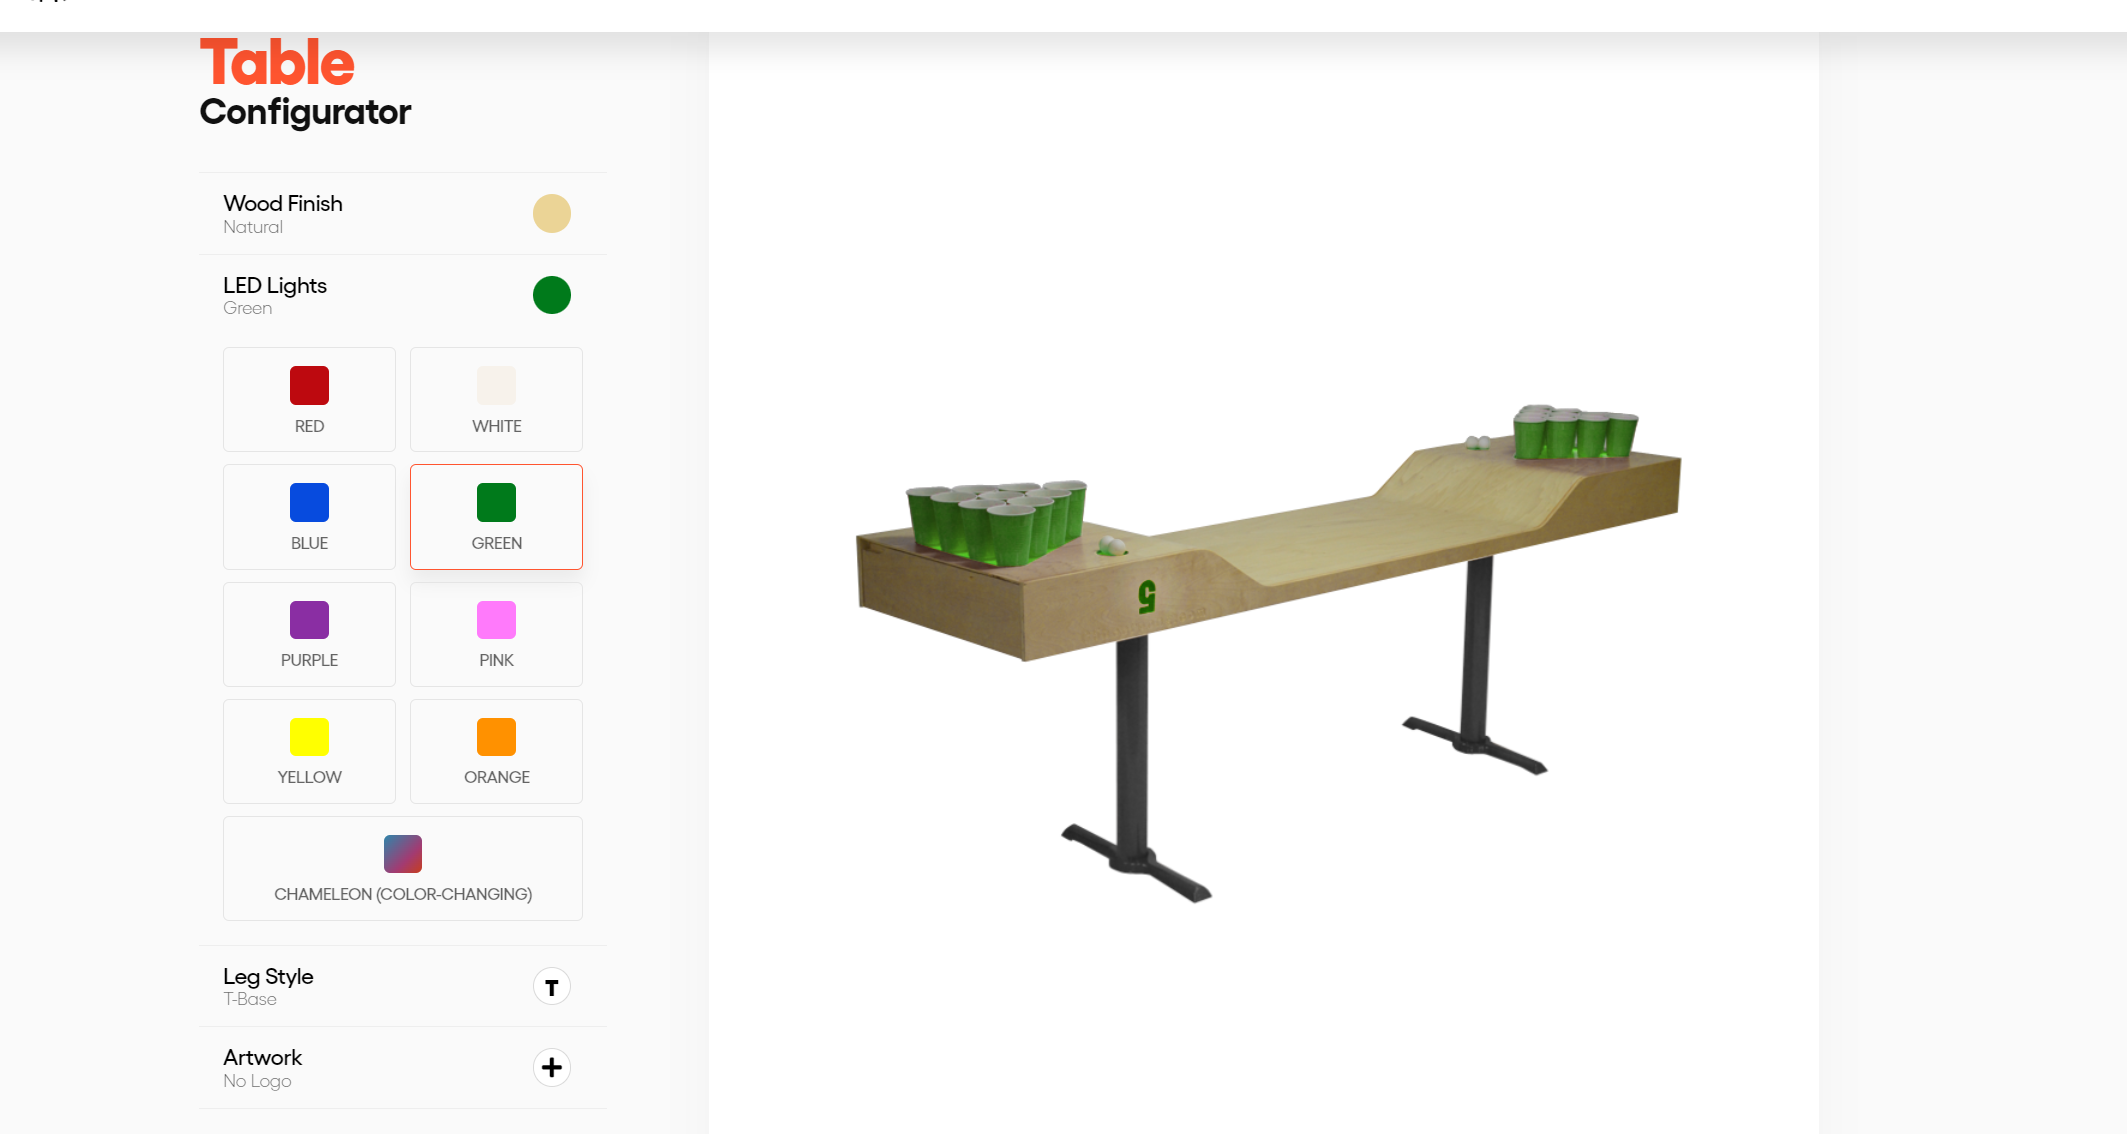 Table
Configurator
Wood Finish
Natural
LED Lights
Green
RED
WHITE
BLUE
GREEN
PURPLE
PINK
YELLOW
ORANGE
CHAMELEON (COLOR-CHANGING)
Leg Style
T-Base
T
Artwork
No Logo
5